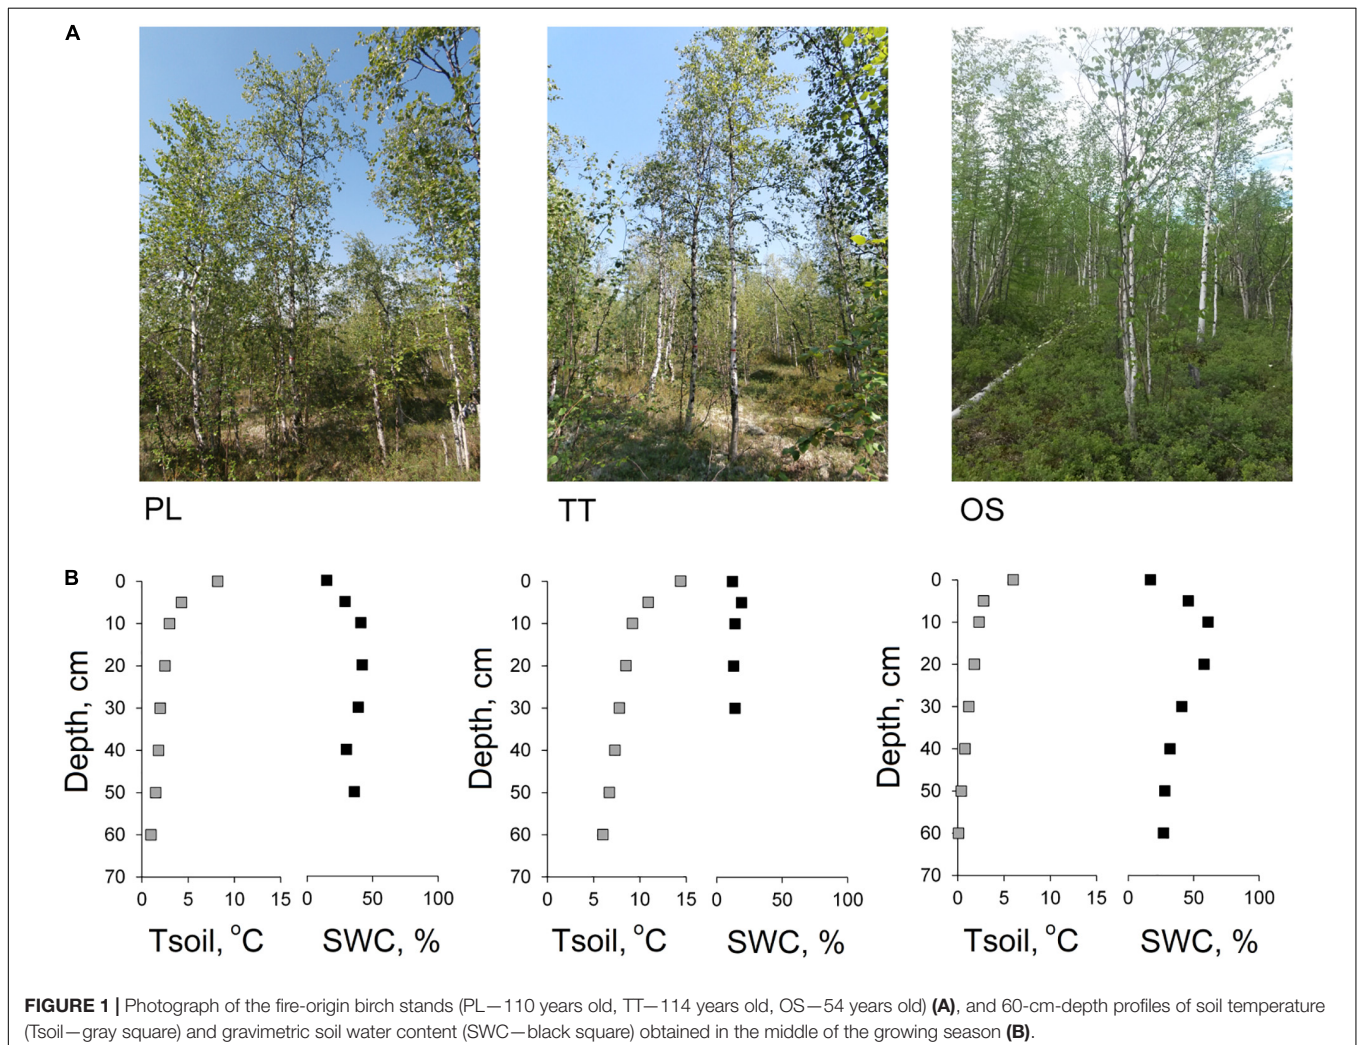 A
PL
TT
OS
B
0
10
20
30
40
50
60
70
Depth, cm
0 5 10 15
0 50 100
Tsoil, °C
SWC, %
0
10
20
30
40
50
60
70
Depth, cm
0 5 10 15
0 50 100
Tsoil, °C
SWC, %
0
10
20
30
40
50
60
70
Depth, cm
0 5 10 15
0 50 100
Tsoil, °C
SWC, %
FIGURE 1 | Photograph of the fire-origin birch stands (PL—110 years old, TT—114 years old, OS—54 years old) (A), and 60-cm-depth profiles of soil temperature
(Tsoil—gray square) and gravimetric soil water content (SWC—black square) obtained in the middle of the growing season (B).